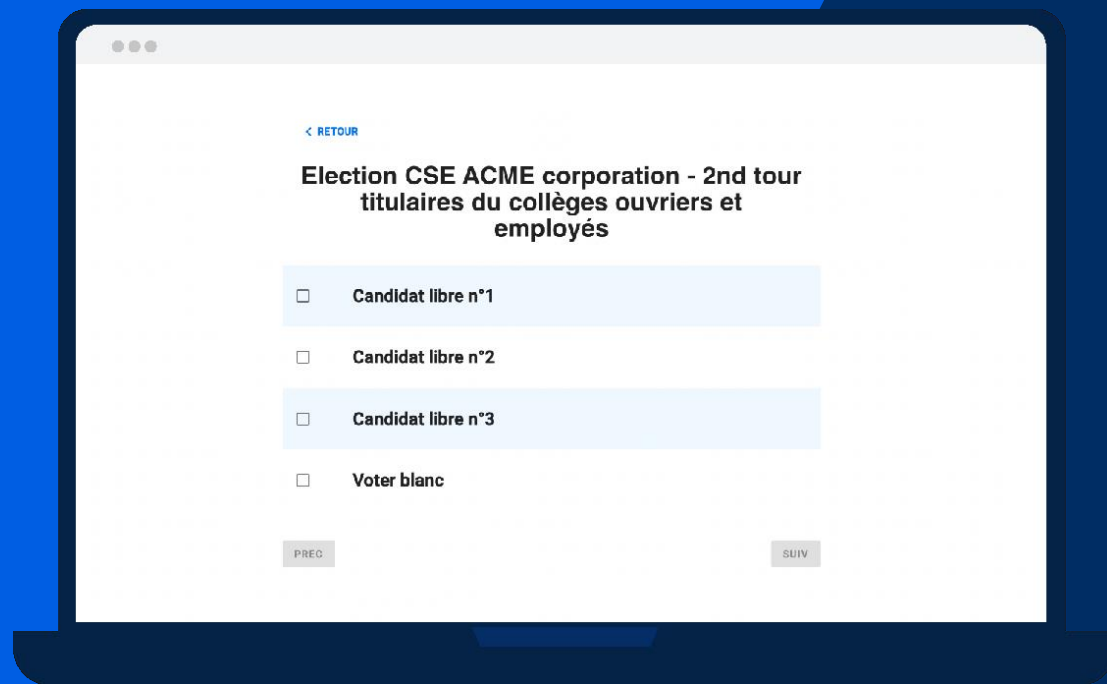 < RETOUR
Election CSE ACME corporation - 2nd tour
titulaires du collèges ouvriers et
employés
Candidat libre n°1
Candidat libre n°2
Candidat libre n°3
Voter blanc
PREC
SUIV